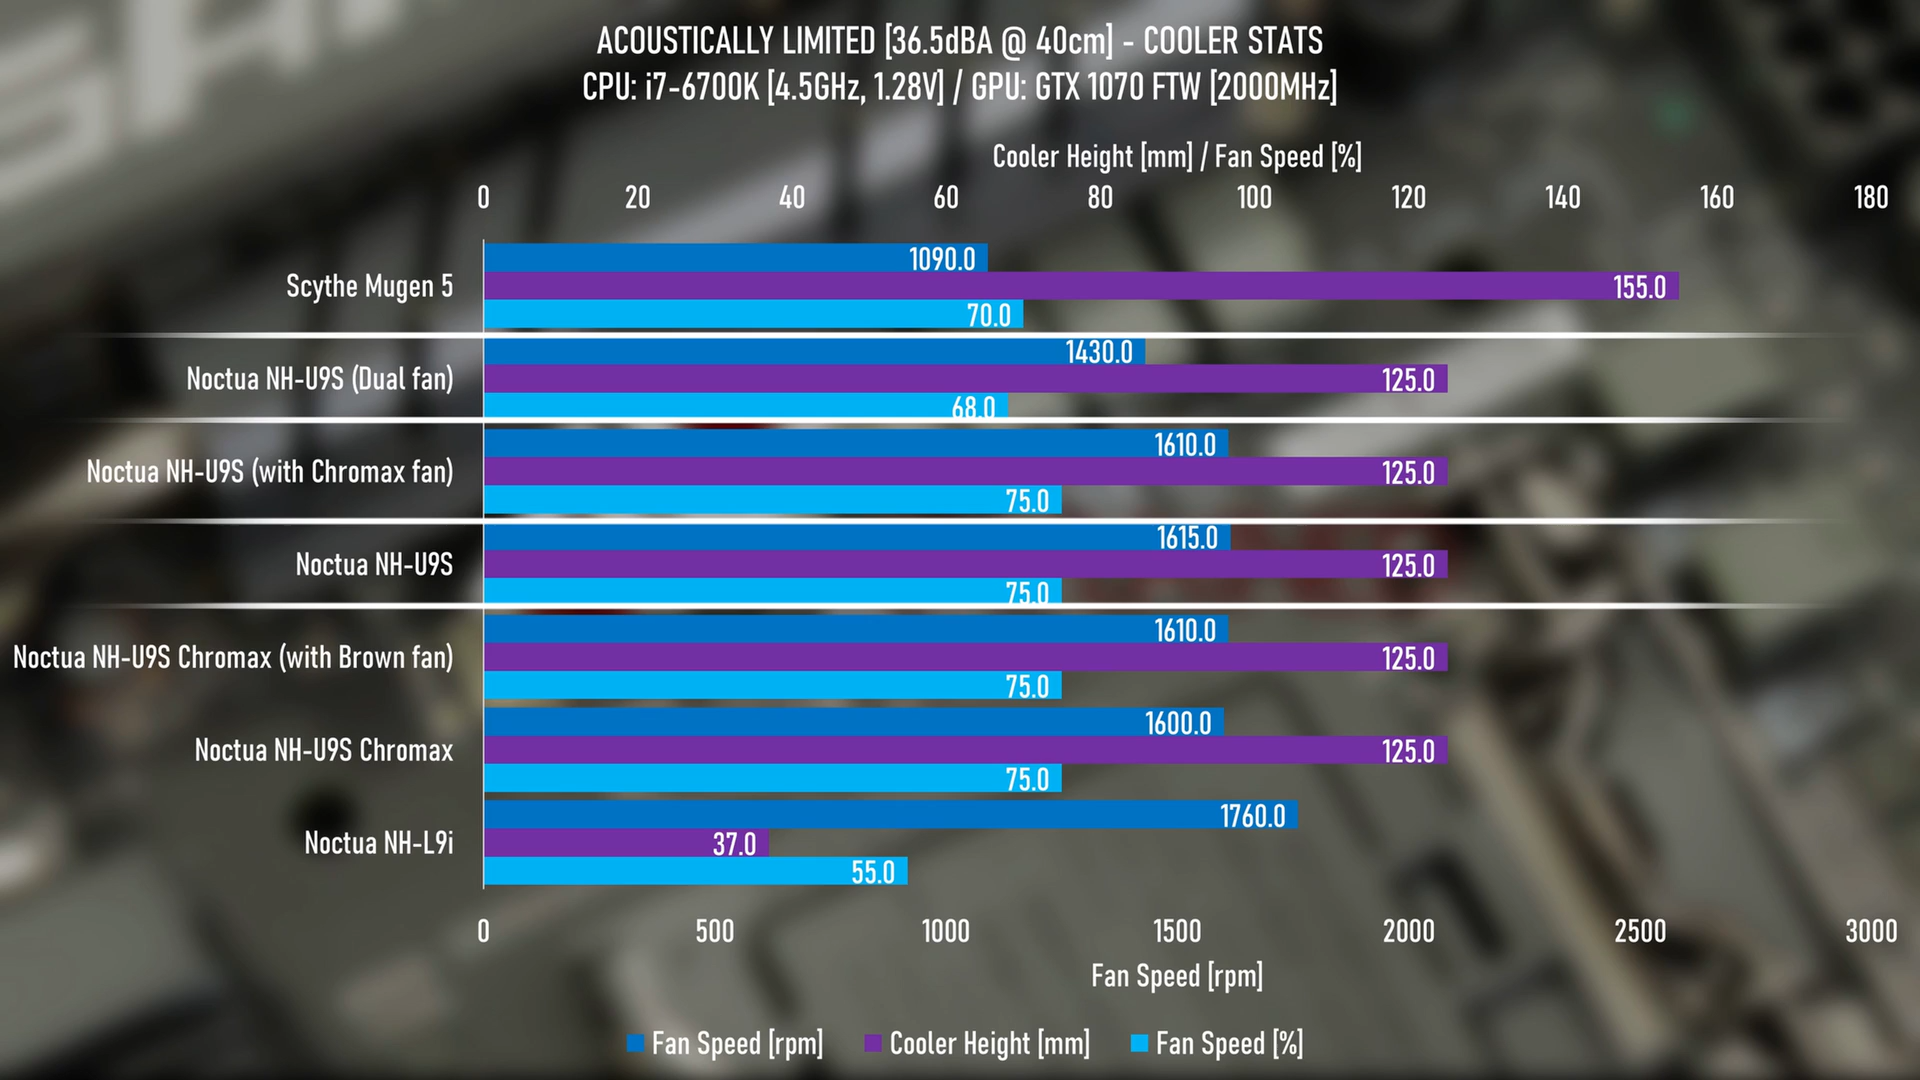 ACOUSTICALLY LIMITED [36.5dBA @ 40cm] - COOLER STATS
CPU: i7-6700K [4.5GHz, 1.28V] / GPU: GTX 1070 FTW [2000MHz]
Cooler Height [mm] / Fan Speed [%]
0 20 40 60 80 100 120 140 160 180
1090.0
Scythe Mugen 5 155.0
70.0
1430.0
Noctua NH-U9S (Dual fan) 125.0
68.0
1610.0
Noctua NH-U9S (with Chromax fan) 125.0
75.0
1615.0
Noctua NH-U9S 125.0
75.0
1610.0
Noctua NH-U9S Chromax (with Brown fan) 125.0
75.0
1600.0
Noctua NH-U9S Chromax 125.0
75.0
1760.0
Noctua NH-L9i 37.0
55.0
0 500 1000 1500 2000 2500 3000
Fan Speed [rpm]
Fan Speed [rpm] Cooler Height [mm] Fan Speed [%]